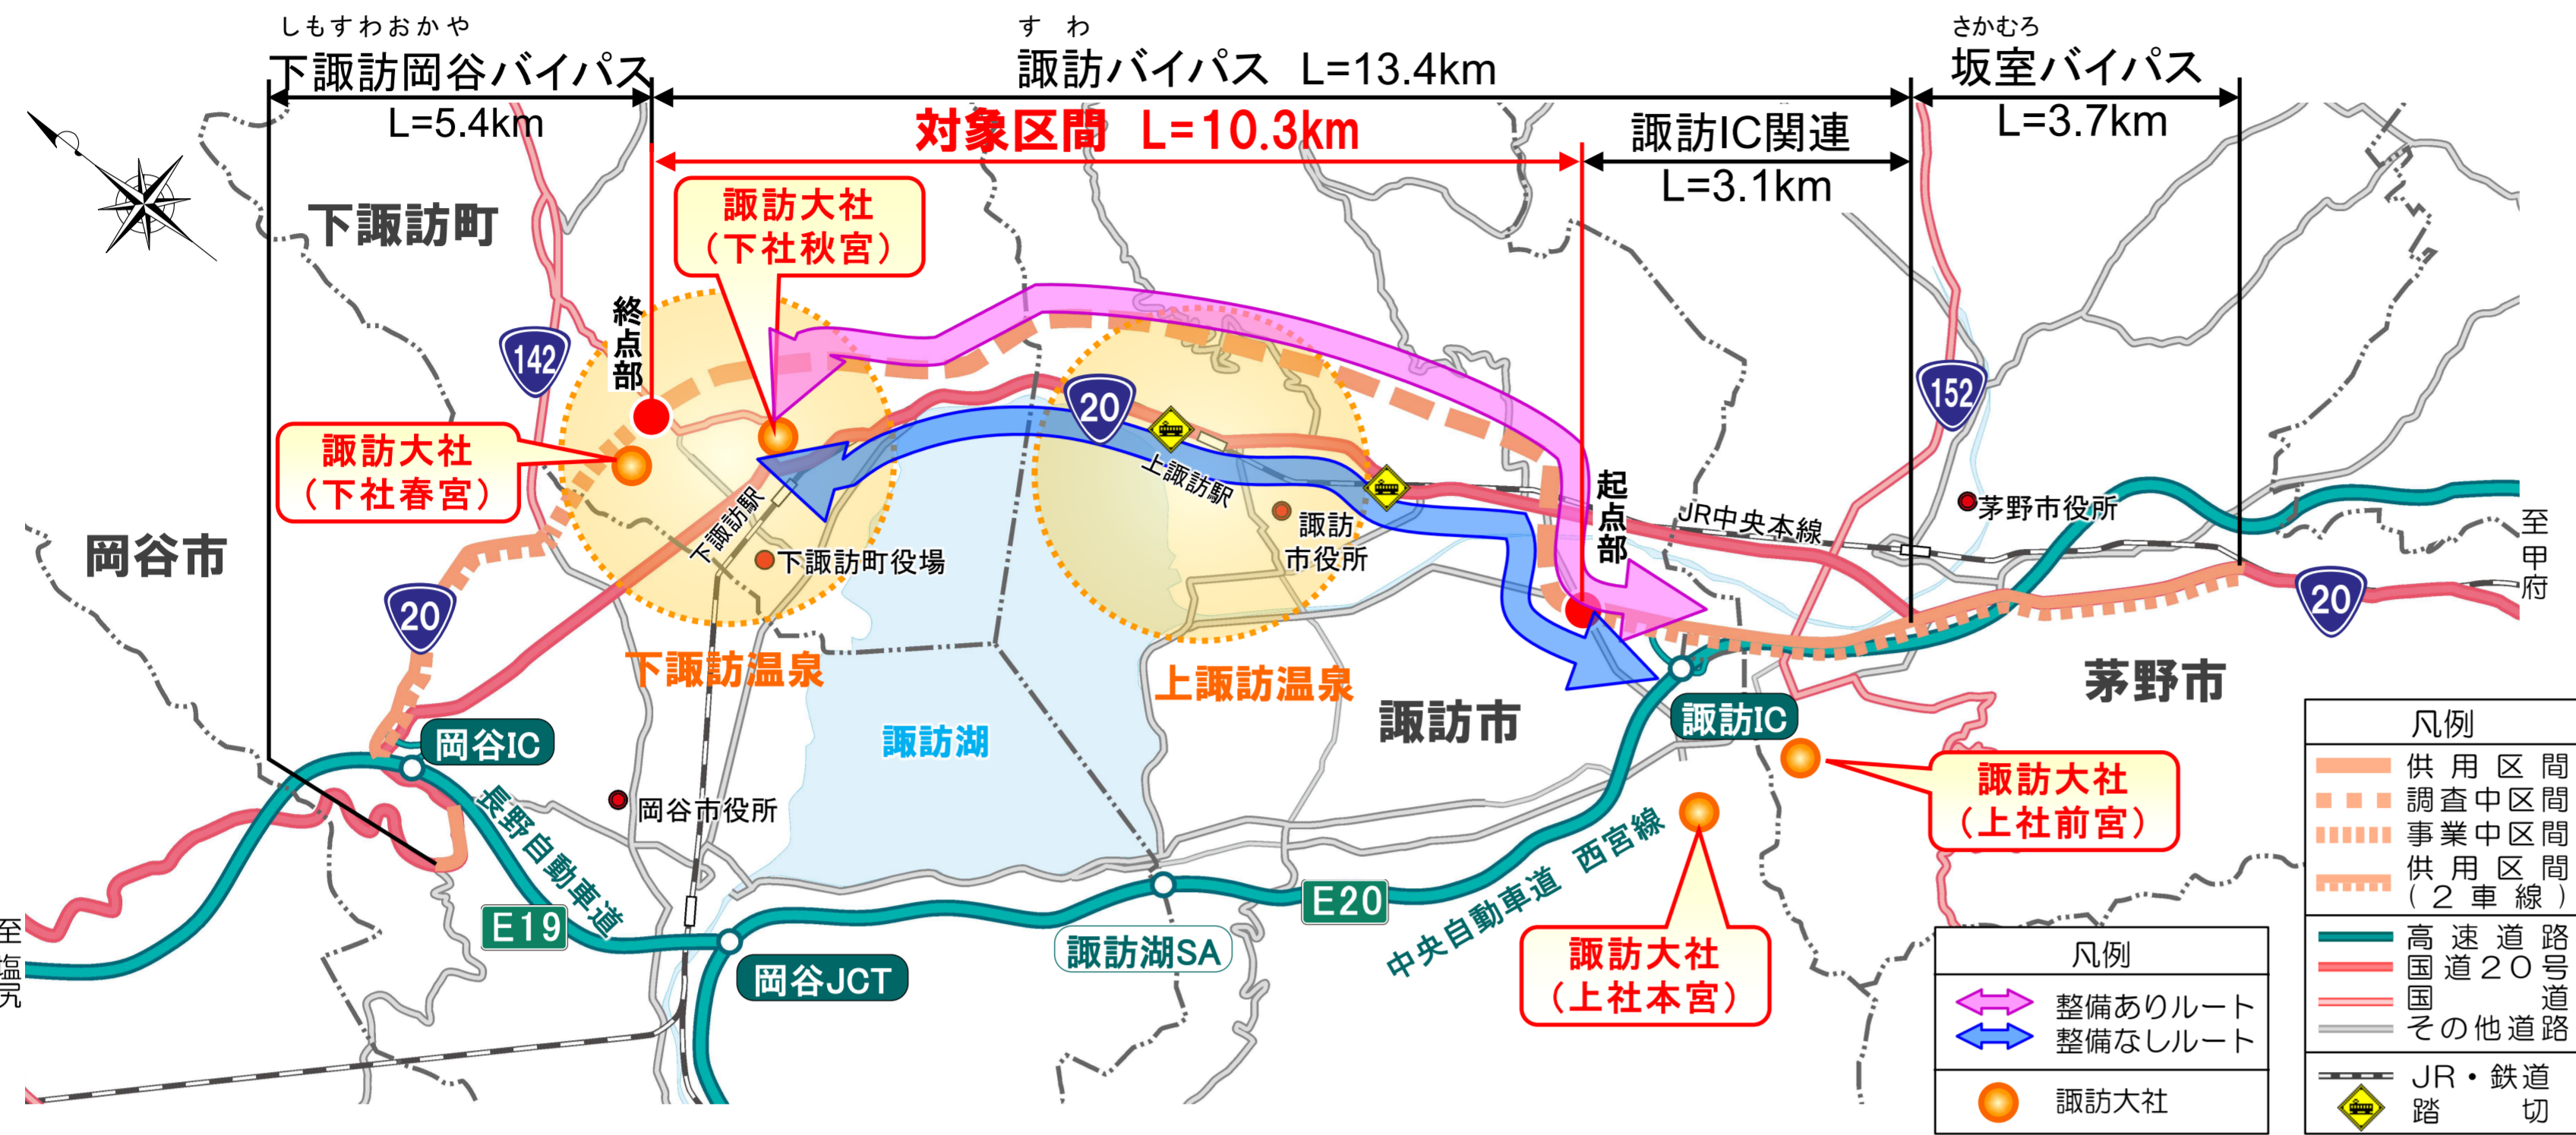 しもすわおかや
下諏訪岡谷バイパス
L=5.4km
すわ
諏訪バイパス L=13.4km
対象区間 L=10.3km
諏訪IC関連
L=3.1km
さかむろ
坂室バイパス
L=3.7km
下諏訪町
諏訪大社
（下社秋宮）
終点部
142
諏訪大社
（下社春宮）
岡谷市
20
下諏訪駅
下諏訪町役場
下諏訪温泉
20
上諏訪駅
諏訪
市役所
上諏訪温泉
諏訪湖
諏訪市
起点部
JR中央本線
152
茅野市役所
至甲府
20
茅野市
諏訪IC
諏訪大社
（上社前宮）
諏訪大社
（上社本宮）
岡谷IC
岡谷市役所
長野自動車道
E19
岡谷JCT
諏訪湖SA
E20
中央自動車道 西宮線
至塩尻
凡例
整備ありルート
整備なしルート
諏訪大社
凡例
供用区間
調査中区間
事業中区間
供用区間
(２車線)
高速道路
国道２０号
国道
その他道路
JR・鉄道
踏切